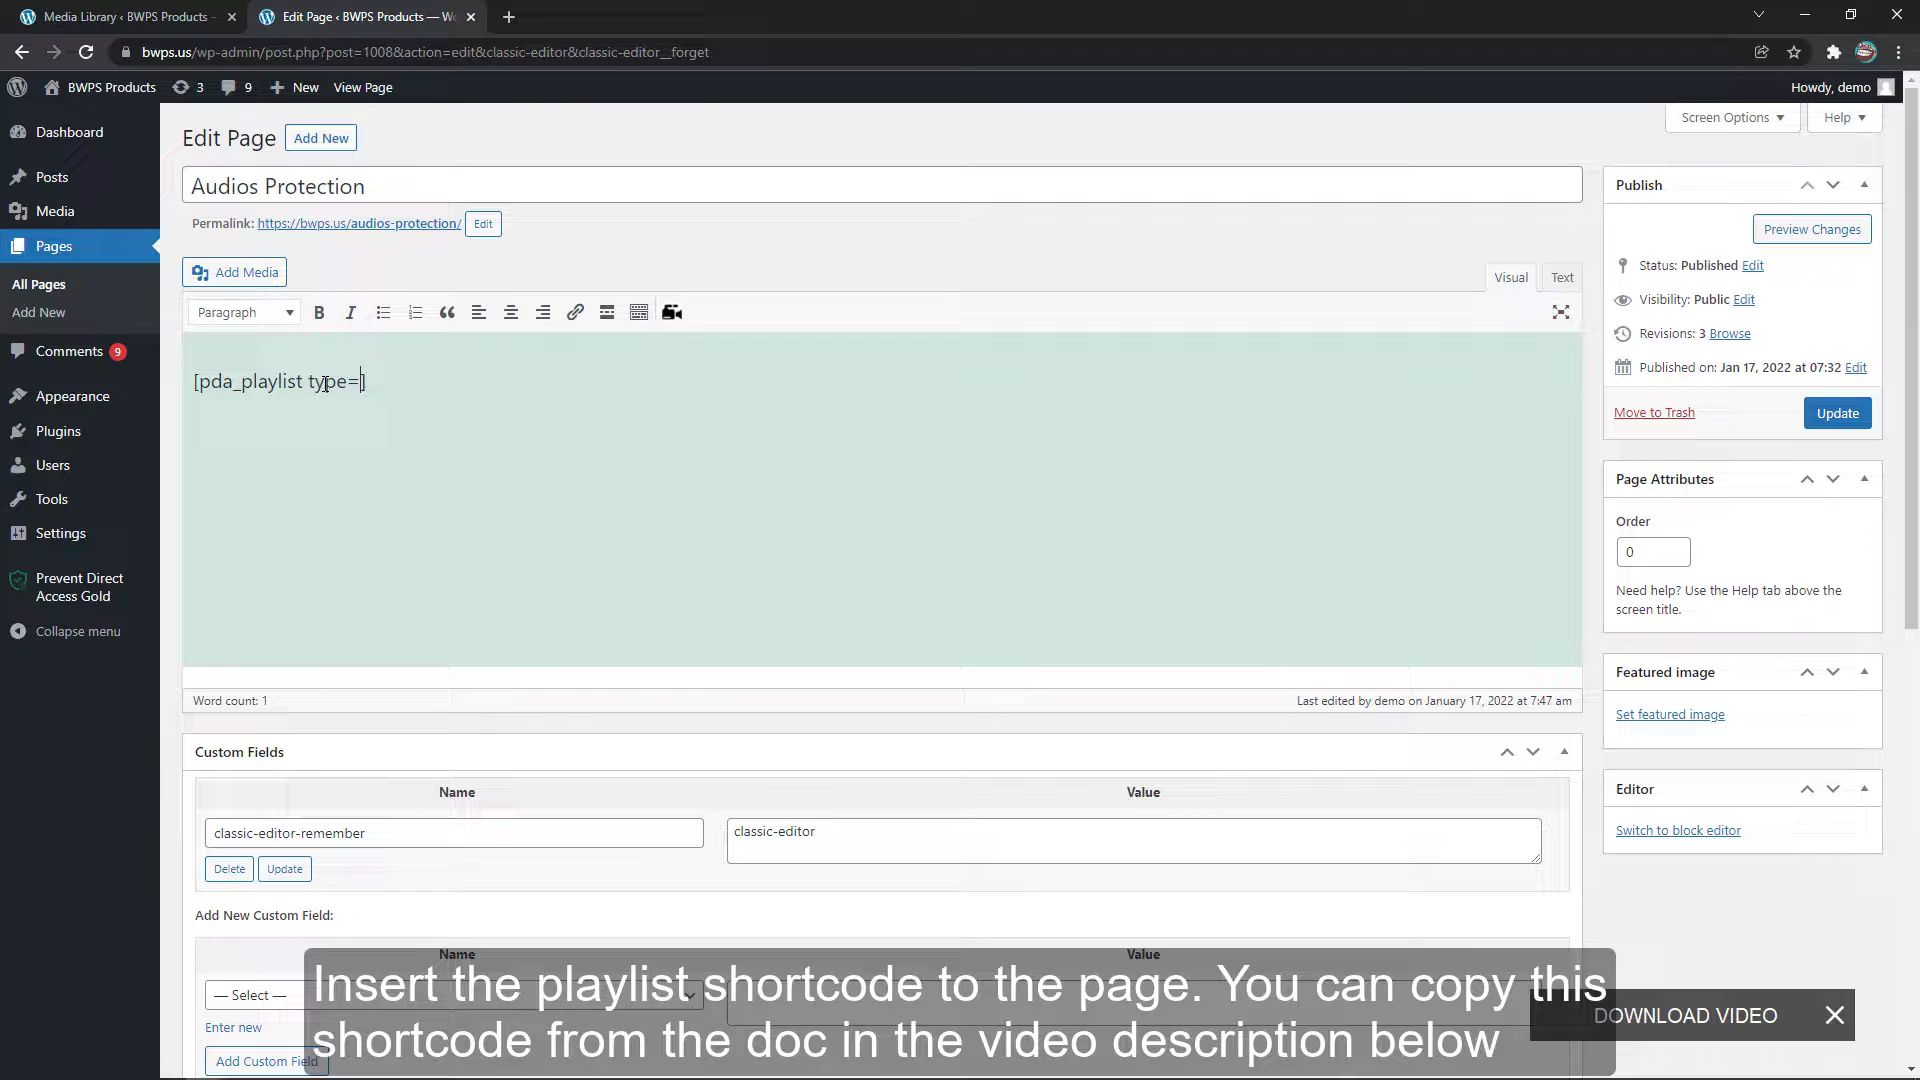 Media Library ‹ BWPS Products –
Edit Page ‹ BWPS Products — Wo
bwps.us/wp-admin/post.php?post=1008&action=edit&classic-editor&classic-editor__forget
BWPS Products 3 9 New View Page Howdy, demo
Screen Options Help
Dashboard
Posts
Media
Pages
All Pages
Add New
Comments 9
Appearance
Plugins
Users
Tools
Settings
Prevent Direct
Access Gold
Collapse menu
Edit Page Add New
Audios Protection
Permalink: https://bwps.us/audios-protection/ Edit
Add Media Visual Text
Paragraph
[pda_playlist type=]
Word count: 1 Last edited by demo on January 17, 2022 at 7:47 am
Custom Fields
Name Value
classic-editor-remember classic-editor
Delete Update
Add New Custom Field:
Name Value
— Select —
Enter new
Add Custom Field
Publish
Preview Changes
Status: Published Edit
Visibility: Public Edit
Revisions: 3 Browse
Published on: Jan 17, 2022 at 07:32 Edit
Move to Trash Update
Page Attributes
Order
0
Need help? Use the Help tab above the
screen title.
Featured image
Set featured image
Editor
Switch to block editor
Insert the playlist shortcode to the page. You can copy this
shortcode from the doc in the video description below
DOWNLOAD VIDEO